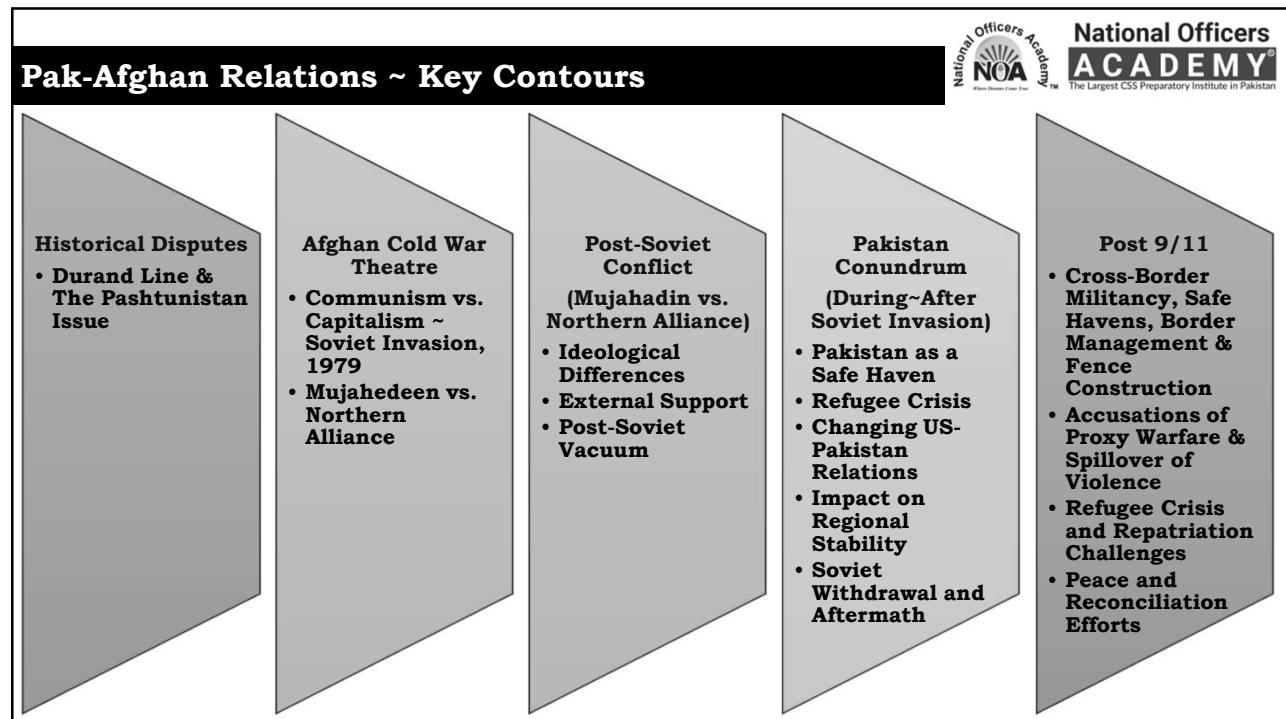 Pak-Afghan Relations ~ Key Contours
National Officers Academy
NOA
Where Dreams Come True
TM
National Officers
ACADEMY®
The Largest CSS Preparatory Institute in Pakistan
Historical Disputes
• Durand Line &
The Pashtunistan
Issue
Afghan Cold War
Theatre
• Communism vs.
Capitalism ~
Soviet Invasion,
1979
• Mujahedeen vs.
Northern
Alliance
Post-Soviet
Conflict
(Mujahadin vs.
Northern Alliance)
• Ideological
Differences
• External Support
• Post-Soviet
Vacuum
Pakistan
Conundrum
(During~After
Soviet Invasion)
• Pakistan as a
Safe Haven
• Refugee Crisis
• Changing US-
Pakistan
Relations
• Impact on
Regional
Stability
• Soviet
Withdrawal and
Aftermath
Post 9/11
• Cross-Border
Militancy, Safe
Havens, Border
Management &
Fence
Construction
• Accusations of
Proxy Warfare &
Spillover of
Violence
• Refugee Crisis
and Repatriation
Challenges
• Peace and
Reconciliation
Efforts